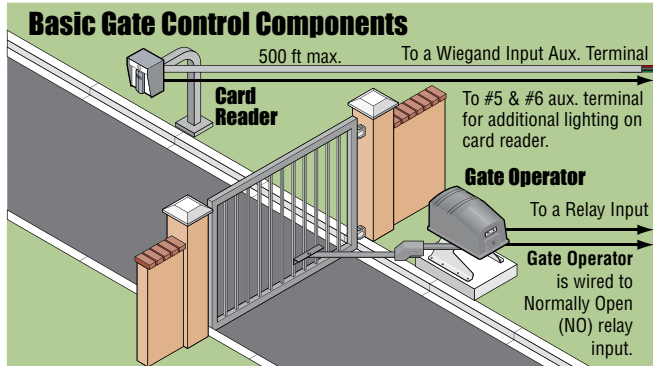 Basic Gate Control Components
500 ft max.
To a Wiegand Input Aux. Terminal
Card
Reader
To #5 & #6 aux. terminal
for additional lighting on
card reader.
Gate Operator
To a Relay Input
Gate Operator
is wired to
Normally Open
(NO) relay
input.